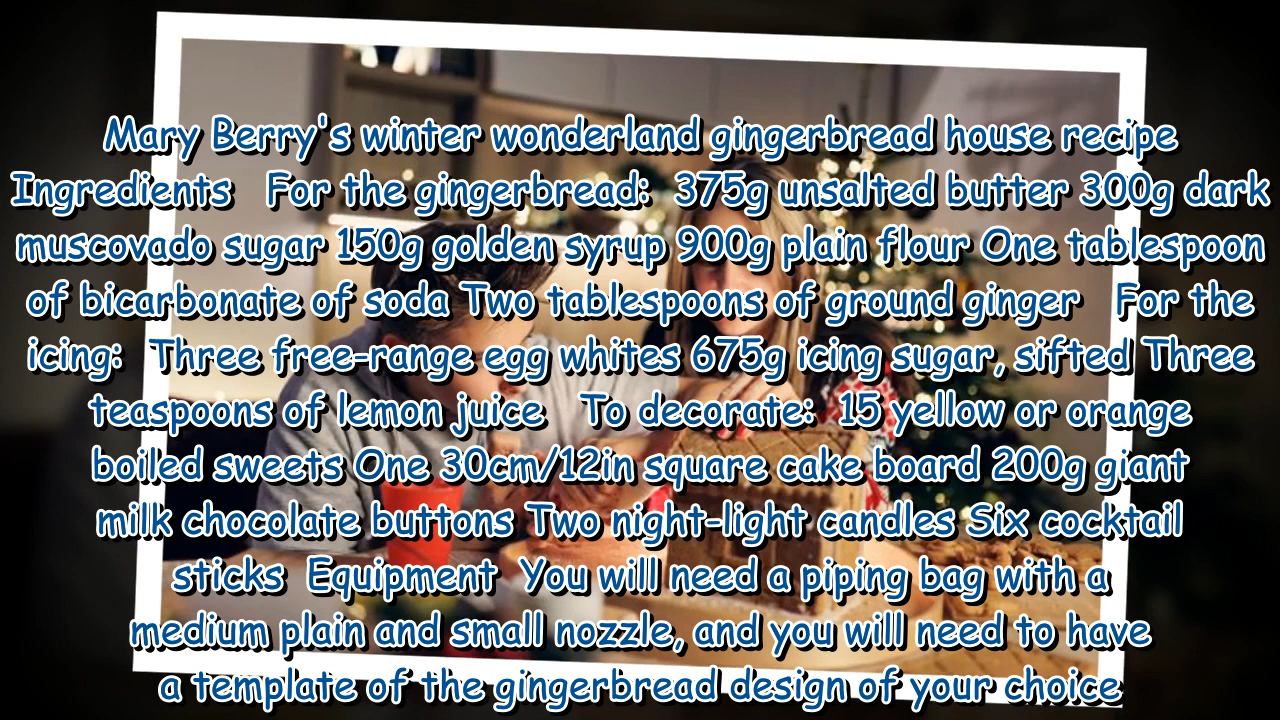 Mary Berry's winter wonderland gingerbread house recipe
Ingredients   For the gingerbread:  375g unsalted butter 300g dark
muscovado sugar 150g golden syrup 900g plain flour One tablespoon
of bicarbonate of soda Two tablespoons of ground ginger   For the
icing:   Three free-range egg whites 675g icing sugar, sifted Three
teaspoons of lemon juice   To decorate:  15 yellow or orange
boiled sweets One 30cm/12in square cake board 200g giant
milk chocolate buttons Two night-light candles Six cocktail
sticks  Equipment  You will need a piping bag with a
medium plain and small nozzle, and you will need to have
a template of the gingerbread design of your choice